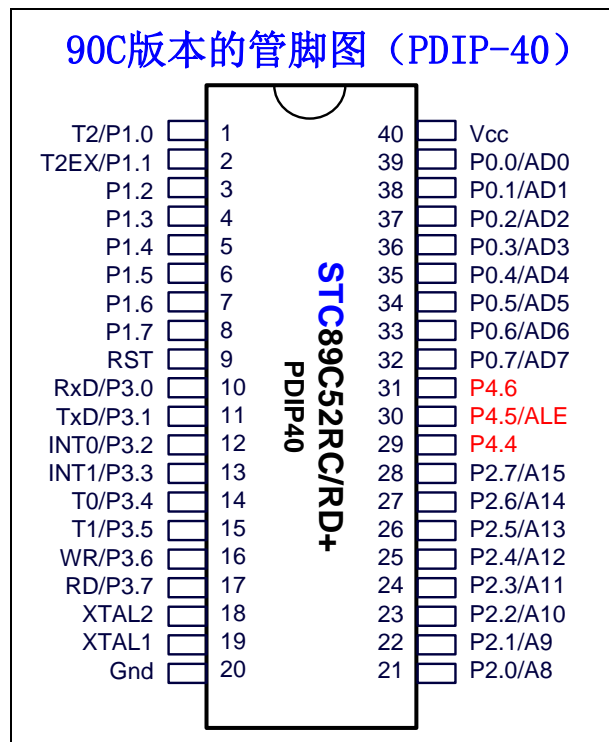 90C版本的管脚图（PDIP-40）
T2/P1.0 1 40 Vcc
T2EX/P1.1 2 39 P0.0/AD0
P1.2 3 38 P0.1/AD1
P1.3 4 37 P0.2/AD2
P1.4 5 36 P0.3/AD3
P1.5 6 35 P0.4/AD4
P1.6 7 34 P0.5/AD5
P1.7 8 33 P0.6/AD6
RST 9 32 P0.7/AD7
RxD/P3.0 10 31 P4.6
TxD/P3.1 11 30 P4.5/ALE
INT0/P3.2 12 29 P4.4
INT1/P3.3 13 28 P2.7/A15
T0/P3.4 14 27 P2.6/A14
T1/P3.5 15 26 P2.5/A13
WR/P3.6 16 25 P2.4/A12
RD/P3.7 17 24 P2.3/A11
XTAL2 18 23 P2.2/A10
XTAL1 19 22 P2.1/A9
Gnd 20 21 P2.0/A8
STC89C52RC/RD+
PDIP40